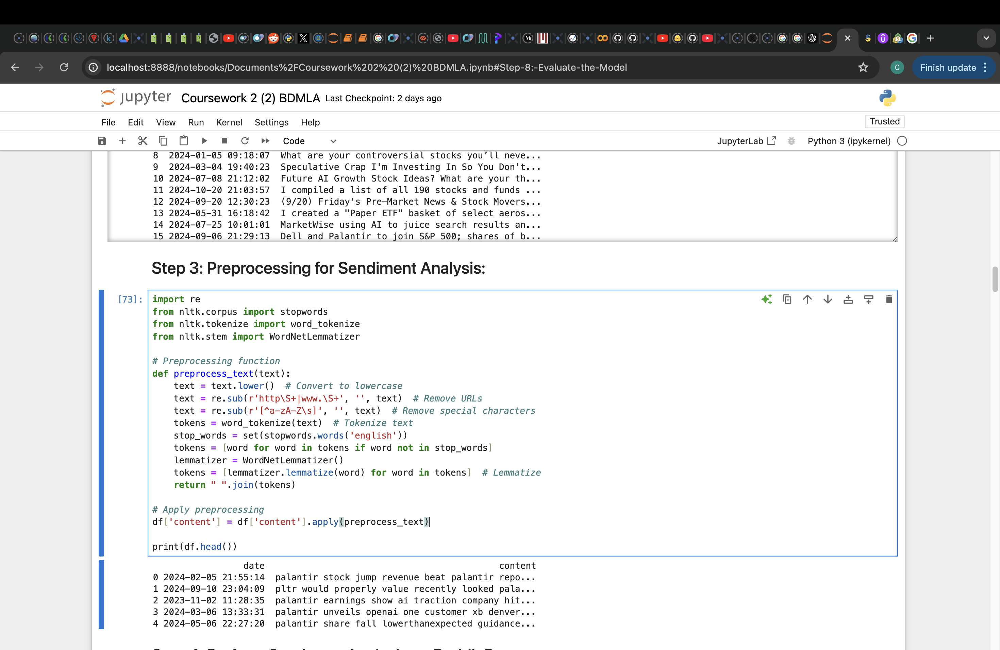 localhost:8888/notebooks/Documents%2FCoursework%202%20(2)%20BDMLA.ipynb#Step-8:-Evaluate-the-Model
C
Finish update
jupyter Coursework 2 (2) BDMLA Last Checkpoint: 2 days ago
File Edit View Run Kernel Settings Help
Trusted
Code
JupyterLab
Python 3 (ipykernel)
8 2024-01-05 09:18:07 What are your controversial stocks you’ll neve...
9 2024-03-04 19:40:23 Speculative Crap I'm Investing In So You Don't...
10 2024-07-08 21:12:02 Future AI Growth Stock Ideas? What are your th...
11 2024-10-20 21:03:57 I compiled a list of all 190 stocks and funds ...
12 2024-09-20 12:30:23 (9/20) Friday's Pre-Market News & Stock Movers...
13 2024-05-31 16:18:42 I created a "Paper ETF" basket of select aeros...
14 2024-07-25 10:01:01 MarketWise using AI to juice search results an...
15 2024-09-06 21:29:13 Dell and Palantir to join S&P 500; shares of b...
Step 3: Preprocessing for Sendiment Analysis:
[73]:
import re
from nltk.corpus import stopwords
from nltk.tokenize import word_tokenize
from nltk.stem import WordNetLemmatizer
# Preprocessing function
def preprocess_text(text):
text = text.lower() # Convert to lowercase
text = re.sub(r'http\S+|www.\S+', '', text) # Remove URLs
text = re.sub(r'[^a-zA-Z\s]', '', text) # Remove special characters
tokens = word_tokenize(text) # Tokenize text
stop_words = set(stopwords.words('english'))
tokens = [word for word in tokens if word not in stop_words]
lemmatizer = WordNetLemmatizer()
tokens = [lemmatizer.lemmatize(word) for word in tokens] # Lemmatize
return " ".join(tokens)
# Apply preprocessing
df['content'] = df['content'].apply(preprocess_text)
print(df.head())
date content
0 2024-02-05 21:55:14 palantir stock jump revenue beat palantir repo...
1 2024-09-10 23:04:09 pltr would properly value recently looked pala...
2 2023-11-02 11:28:35 palantir earnings show ai traction company hit...
3 2024-03-06 13:33:31 palantir unveils openai one customer xb denver...
4 2024-05-06 22:27:20 palantir share fall lowerthanexpected guidance...